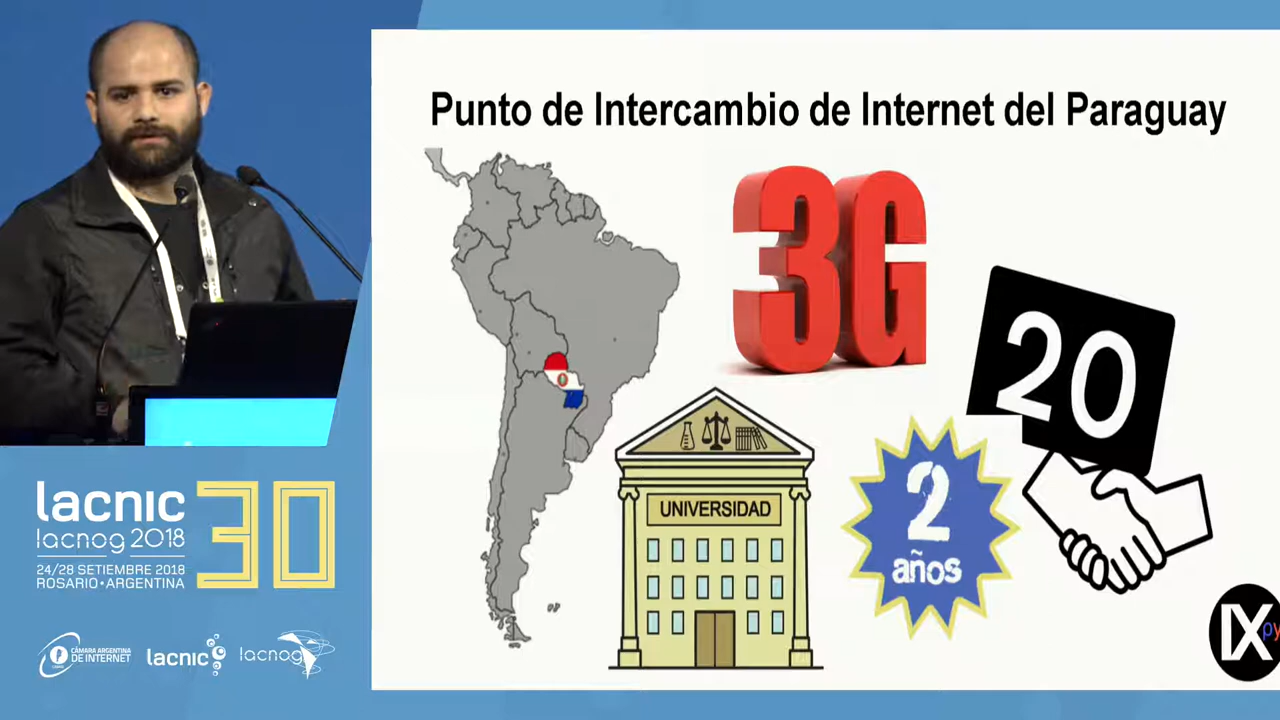 Punto de Intercambio de Internet del Paraguay
3G
20
UNIVERSIDAD
2
años
IX
py
lacnic 30
lacnog 2018
24/28 SETIEMBRE 2018
ROSARIO•ARGENTINA
CÁMARA ARGENTINA
DE INTERNET
lacnic
lacnog